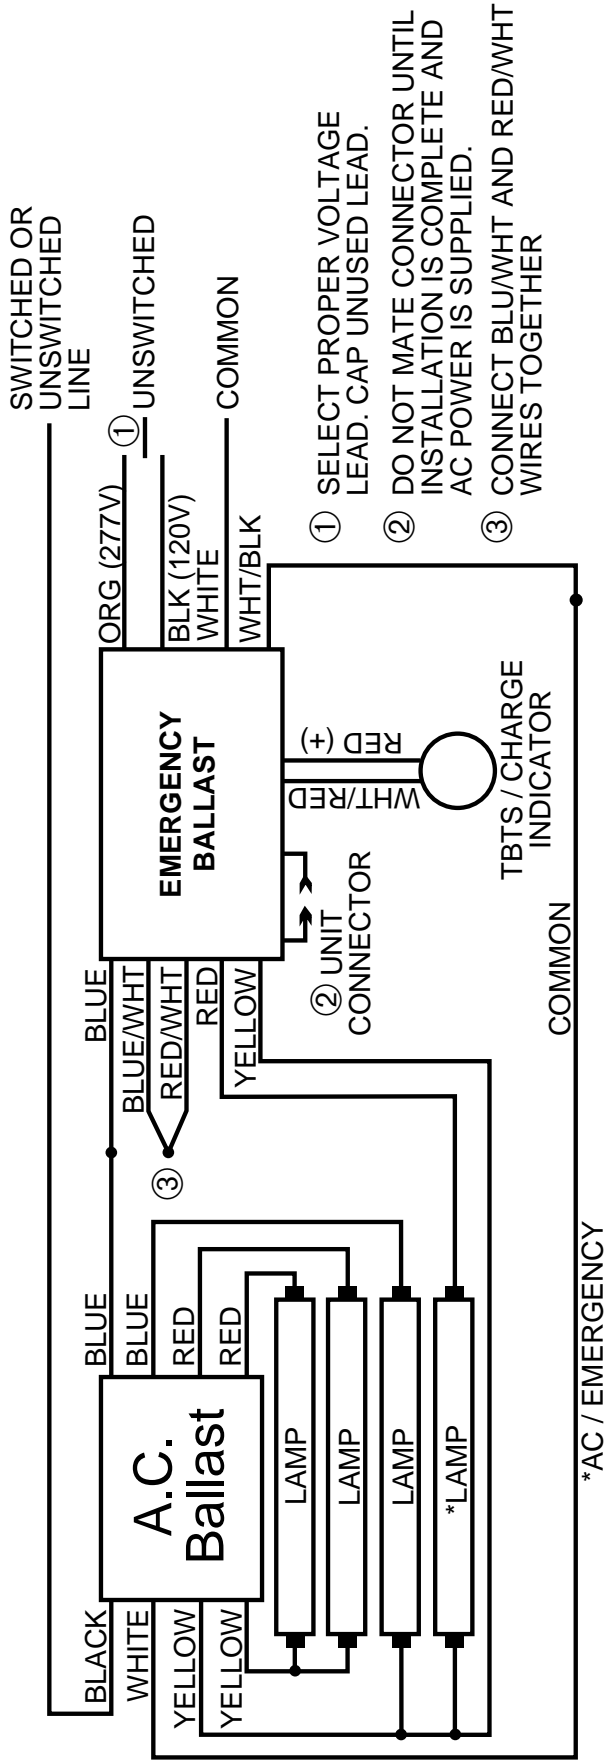 SWITCHED OR
UNSWITCHED
LINE
ORG (277V)
①
UNSWITCHED
BLK (120V)
WHITE
COMMON
WHT/BLK
EMERGENCY
BALLAST
BLUE
BLUE/WHT
RED/WHT
RED
YELLOW
③
② UNIT
CONNECTOR
WHT/RED
RED (+)
TBTS / CHARGE
INDICATOR
COMMON
BLUE
BLUE
RED
RED
A.C.
Ballast
BLACK
WHITE
YELLOW
YELLOW
LAMP
LAMP
LAMP
*LAMP
*AC / EMERGENCY
① SELECT PROPER VOLTAGE
LEAD. CAP UNUSED LEAD.
② DO NOT MATE CONNECTOR UNTIL
INSTALLATION IS COMPLETE AND
AC POWER IS SUPPLIED.
③ CONNECT BLU/WHT AND RED/WHT
WIRES TOGETHER